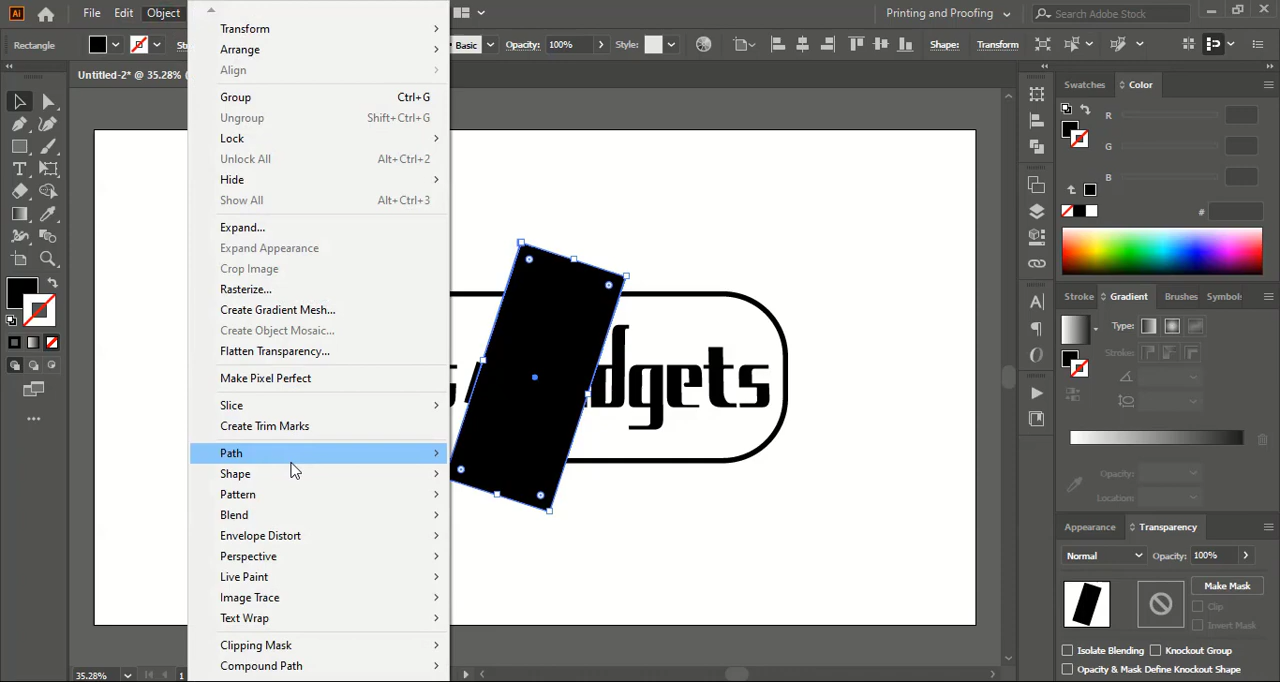 Ai File Edit Object Printing and Proofing Search Adobe Stock
Rectangle Basic Opacity: 100% Style: Shape: Transform
Untitled-2* @ 35.28% (
Transform
Arrange
Align
Group Ctrl+G
Ungroup Shift+Ctrl+G
Lock
Unlock All Alt+Ctrl+2
Hide
Show All Alt+Ctrl+3
Expand...
Expand Appearance
Crop Image
Rasterize...
Create Gradient Mesh...
Create Object Mosaic...
Flatten Transparency...
Make Pixel Perfect
Slice
Create Trim Marks
Path
Shape
Pattern
Blend
Envelope Distort
Perspective
Live Paint
Image Trace
Text Wrap
Clipping Mask
Compound Path
dgets
Swatches Color
R
G
B
#
Stroke Gradient Brushes Symbols
Type:
Stroke:
Opacity:
Location:
Appearance Transparency
Normal Opacity: 100%
Make Mask
Clip
Invert Mask
Isolate Blending Knockout Group
Opacity & Mask Define Knockout Shape
35.28% 1